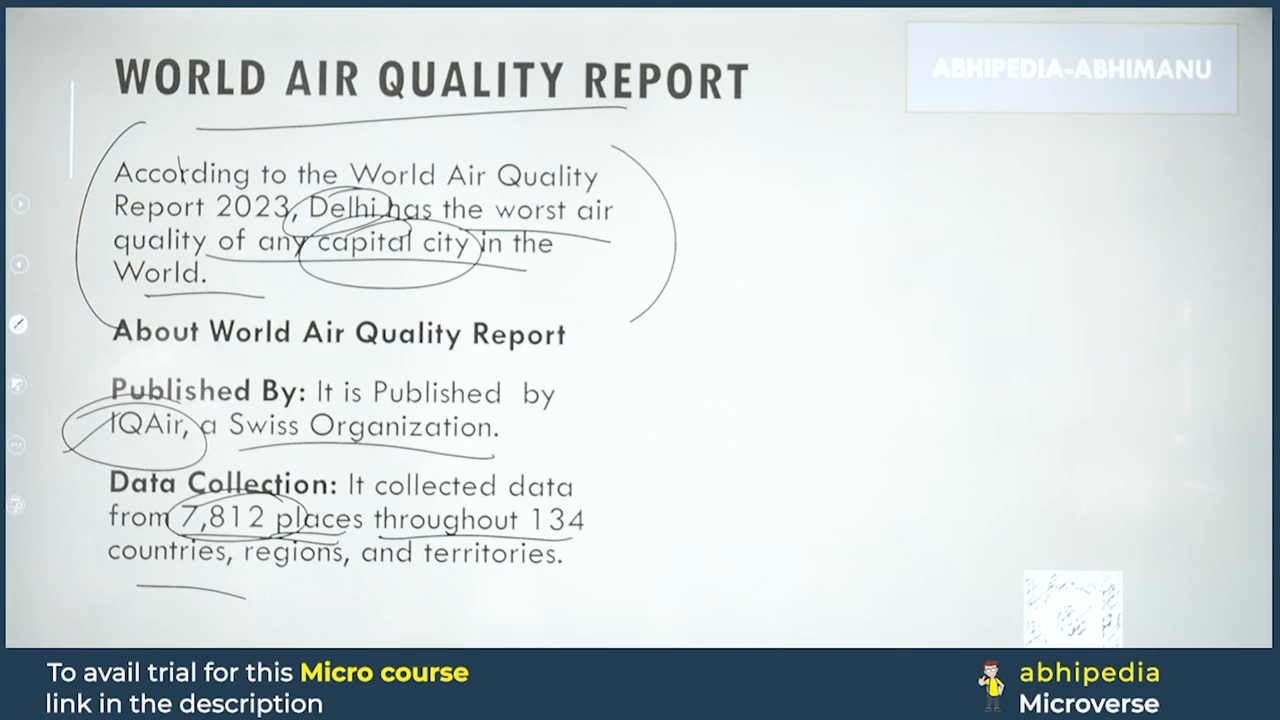 WORLD AIR QUALITY REPORT
ABHIPEDIA-ABHIMANU
According to the World Air Quality
Report 2023, Delhi has the worst air
quality of any capital city in the
World.
About World Air Quality Report
Published By: It is Published by
IQAir, a Swiss Organization.
Data Collection: It collected data
from 7,812 places throughout 134
countries, regions, and territories.
To avail trial for this Micro course
link in the description
abhipedia
Microverse